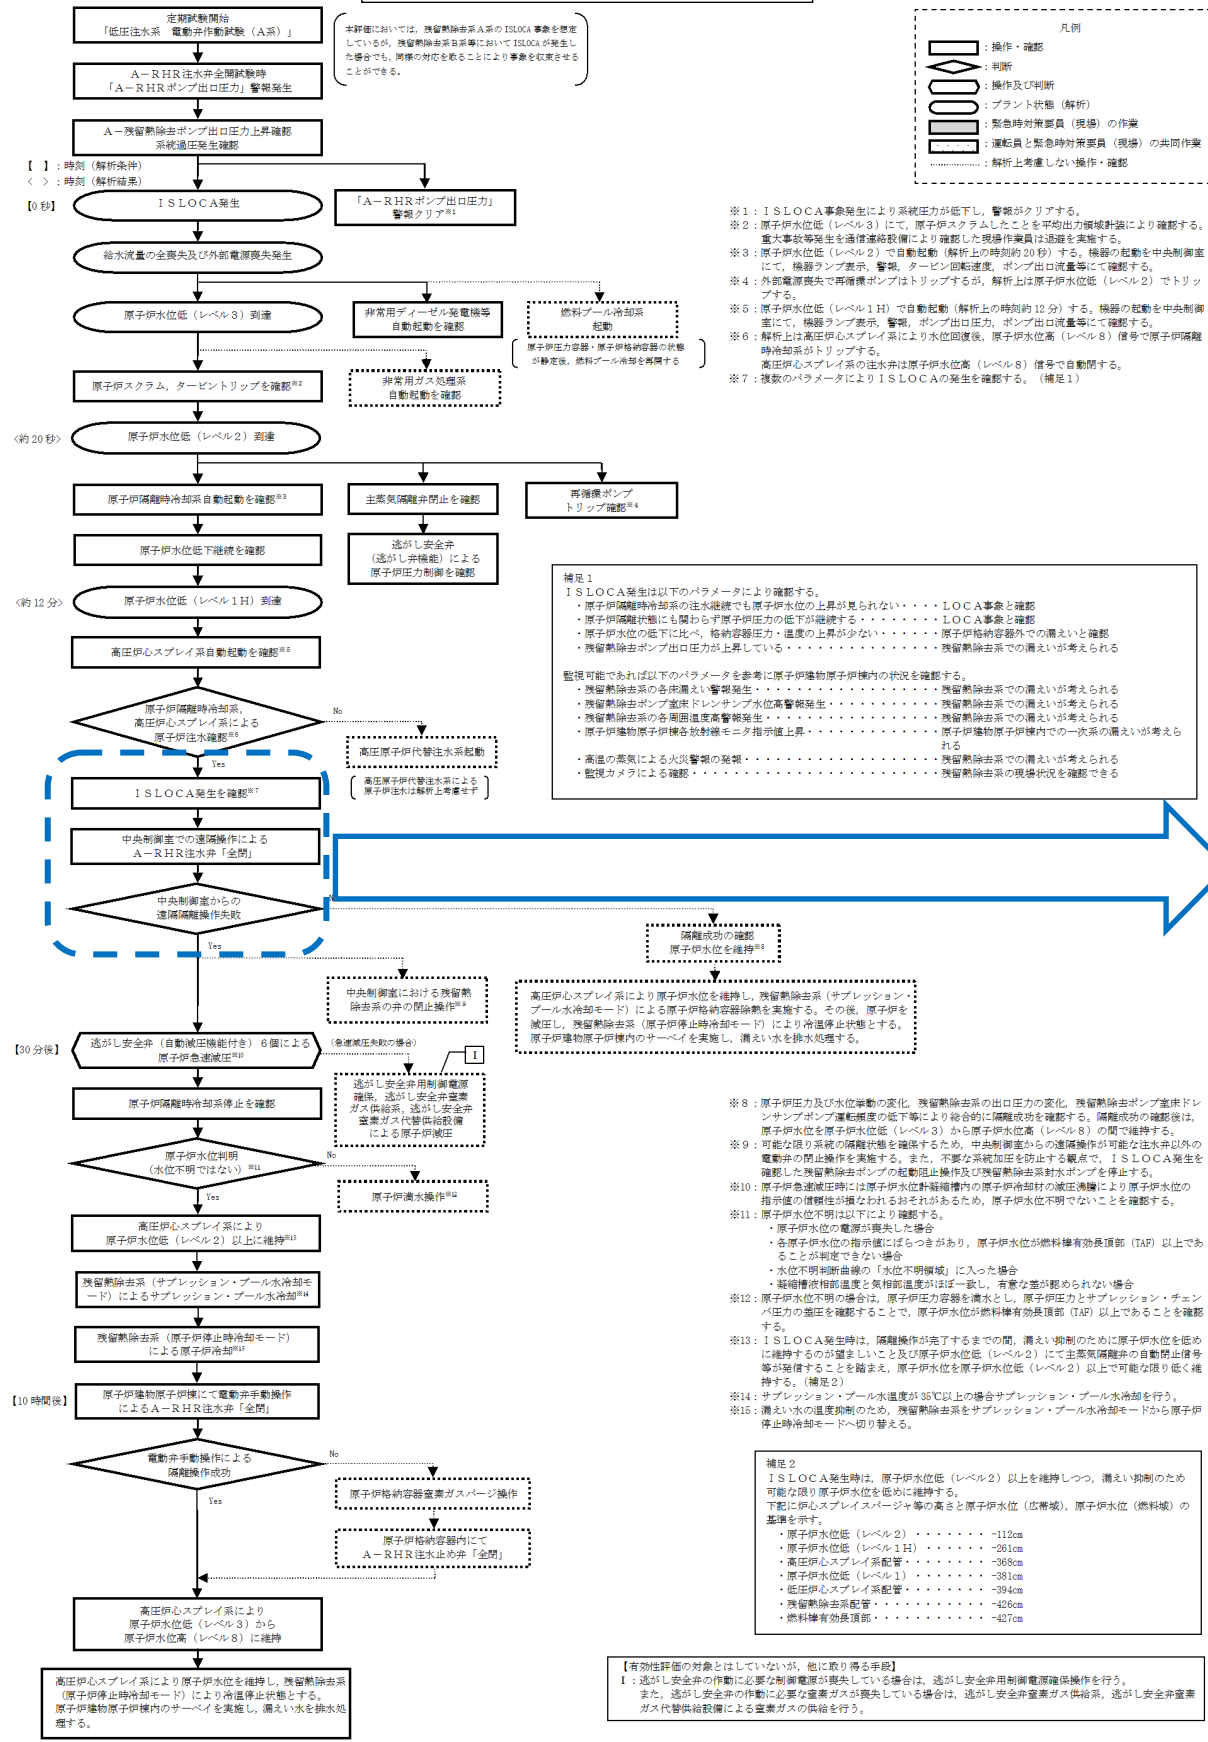 定期試験開始
「低圧注水系　電動弁作動試験（A系）」
本評価においては，残留熱除去系A系のISLOCA事象を想定
しているが，残留熱除去系B系等においてISLOCAが発生し
た場合でも，同様の対応を取ることにより事象を収束させる
ことができる。
凡例
：操作・確認
：判断
：操作及び判断
：プラント状態（解析）
：緊急時対策要員（現場）の作業
：運転員と緊急時対策要員（現場）の共同作業
：解析上考慮しない操作・確認
A－RHR注水弁全開試験時
「A－RHRポンプ出口圧力」警報発生
A－残留熱除去ポンプ出口圧力上昇確認
系統過圧発生確認
【　】：時刻（解析条件）
〈　〉：時刻（解析結果）
【0秒】
ISLOCA発生
「A－RHRポンプ出口圧力」
警報クリア※1
給水流量の全喪失及び外部電源喪失発生
原子炉水位低（レベル3）到達
非常用ディーゼル発電機等
自動起動を確認
燃料プール冷却系
起動
原子炉圧力容器・原子炉格納容器の状態
が静定後，燃料プール冷却を再開する
原子炉スクラム，タービントリップを確認※2
非常用ガス処理系
自動起動を確認
〈約20秒〉
原子炉水位低（レベル2）到達
原子炉隔離時冷却系自動起動を確認※3
主蒸気隔離弁閉止を確認
再循環ポンプ
トリップ確認※4
原子炉水位低下継続を確認
逃がし安全弁
（逃がし弁機能）による
原子炉圧力制御を確認
〈約12分〉
原子炉水位低（レベル1H）到達
高圧炉心スプレイ系自動起動を確認※5
原子炉隔離時冷却系，
高圧炉心スプレイ系による
原子炉注水確認※6
No
高圧原子炉代替注水系起動
高圧原子炉代替注水系による
原子炉注水は解析上考慮せず
Yes
ISLOCA発生を確認※7
中央制御室での遠隔操作による
A－RHR注水弁「全閉」
中央制御室からの
遠隔隔離操作失敗
Yes
隔離成功の確認
原子炉水位を維持※8
中央制御室における残留熱
除去系の弁の閉止操作※9
高圧炉心スプレイ系により原子炉水位を維持し，残留熱除去系（サプレッション・
プール水冷却モード）による原子炉格納容器除熱を実施する。その後，原子炉を
減圧し，残留熱除去系（原子炉停止時冷却モード）により冷温停止状態とする。
原子炉建物原子炉棟内のサーベイを実施し，漏えい水を排水処理する。
【30分後】
逃がし安全弁（自動減圧機能付き）6個による
原子炉急速減圧※10
（急速減圧失敗の場合）
I
逃がし安全弁用制御電源
確保，逃がし安全弁窒素
ガス供給系，逃がし安全弁
窒素ガス代替供給設備
による原子炉減圧
原子炉隔離時冷却系停止を確認
原子炉水位判明
（水位不明ではない）※11
No
原子炉満水操作※12
Yes
高圧炉心スプレイ系により
原子炉水位低（レベル2）以上に維持※13
残留熱除去系（サプレッション・プール水冷却モ
ード）によるサプレッション・プール水冷却※14
残留熱除去系（原子炉停止時冷却モード）
による原子炉冷却※15
【10時間後】
原子炉建物原子炉棟にて電動弁手動操作
によるA－RHR注水弁「全閉」
電動弁手動操作による
隔離操作成功
No
原子炉格納容器窒素ガスパージ操作
Yes
原子炉格納容器内にて
A－RHR注水止め弁「全閉」
高圧炉心スプレイ系により
原子炉水位低（レベル3）から
原子炉水位高（レベル8）に維持
高圧炉心スプレイ系により原子炉水位を維持し，残留熱除去系
（原子炉停止時冷却モード）により冷温停止状態とする。
原子炉建物原子炉棟内のサーベイを実施し，漏えい水を排水処
理する。
※1：ISLOCA事象発生により系統圧力が低下し，警報がクリアする。
※2：原子炉水位低（レベル3）にて，原子炉スクラムしたことを平均出力領域計装により確認する。
重大事故等発生を通信連絡設備により確認した現場作業員は退避を実施する。
※3：原子炉水位低（レベル2）で自動起動（解析上の時刻約20秒）する。機器の起動を中央制御室
にて，機器ランプ表示，警報，タービン回転速度，ポンプ出口流量等にて確認する。
※4：外部電源喪失で再循環ポンプはトリップするが，解析上は原子炉水位低（レベル2）でトリッ
プする。
※5：原子炉水位低（レベル1H）で自動起動（解析上の時刻約12分）する。機器の起動を中央制御
室にて，機器ランプ表示，警報，ポンプ出口圧力，ポンプ出口流量等にて確認する。
※6：解析上は高圧炉心スプレイ系により水位回復後，原子炉水位高（レベル8）信号で原子炉隔離
時冷却系がトリップする。
高圧炉心スプレイ系の注水弁は原子炉水位高（レベル8）信号で自動閉する。
※7：複数のパラメータによりISLOCAの発生を確認する。（補足1）
補足1
ISLOCA発生は以下のパラメータにより確認する。
・原子炉隔離時冷却系の注水継続でも原子炉水位の上昇が見られない・・・・LOCA事象と確認
・原子炉隔離状態にも関わらず原子炉圧力の低下が継続する・・・・・・・・LOCA事象と確認
・原子炉水位の低下に比べ，格納容器圧力・温度の上昇が少ない・・・・・・・原子炉格納容器外での漏えいと確認
・残留熱除去ポンプ出口圧力が上昇している・・・・・・・・・・・・・・・残留熱除去系での漏えいが考えられる
監視可能であれば以下のパラメータを参考に原子炉建物原子炉棟内の状況を確認する。
・残留熱除去系の各床漏えい警報発生・・・・・・・・・・・・・・・・・・残留熱除去系での漏えいが考えられる
・残留熱除去ポンプ室床ドレンサンプ水位高警報発生・・・・・・・・・・・残留熱除去系での漏えいが考えられる
・残留熱除去系の各周囲温度高警報発生・・・・・・・・・・・・・・・・・残留熱除去系での漏えいが考えられる
・原子炉建物原子炉棟各放射線モニタ指示値上昇・・・・・・・・・・・・・原子炉建物原子炉棟内での一次系の漏えいが考えら
れる
・高温の蒸気による火災警報の発報・・・・・・・・・・・・・・・・・・・残留熱除去系での漏えいが考えられる
・監視カメラによる確認・・・・・・・・・・・・・・・・・・・・・・・・残留熱除去系の現場状況を確認できる
※8：原子炉圧力及び水位挙動の変化，残留熱除去系の出口圧力の変化，残留熱除去ポンプ室床ドレ
ンサンプポンプ運転頻度の低下等により総合的に隔離成功を確認する。隔離成功の確認後は，
原子炉水位を原子炉水位低（レベル3）から原子炉水位高（レベル8）の間で維持する。
※9：可能な限り系統の隔離状態を確保するため，中央制御室からの遠隔操作が可能な注水弁以外の
電動弁の閉止操作を実施する。また，不要な系統加圧を防止する観点で，ISLOCA発生を
確認した残留熱除去ポンプの起動阻止操作及び残留熱除去系封水ポンプを停止する。
※10：原子炉急速減圧時には原子炉水位計凝縮槽内の原子炉冷却材の減圧沸騰により原子炉水位の
指示値の信頼性が損なわれるおそれがあるため，原子炉水位不明でないことを確認する。
※11：原子炉水位不明は以下により確認する。
・原子炉水位の電源が喪失した場合
・各原子炉水位の指示値にばらつきがあり，原子炉水位が燃料棒有効長頂部（TAF）以上であ
ることが判定できない場合
・水位不明判断曲線の「水位不明領域」に入った場合
・凝縮槽液相部温度と気相部温度がほぼ一致し，有意な差が認められない場合
※12：原子炉水位不明の場合は，原子炉圧力容器を満水とし，原子炉圧力とサプレッション・チェン
バ圧力の差圧を確認することで，原子炉水位が燃料棒有効長頂部（TAF）以上であることを確認
する。
※13：ISLOCA発生時は，隔離操作が完了するまでの間，漏えい抑制のために原子炉水位を低め
に維持するのが望ましいこと及び原子炉水位低（レベル2）にて主蒸気隔離弁の自動閉止信号
等が発信することを踏まえ，原子炉水位を原子炉水位低（レベル2）以上で可能な限り低く維
持する。（補足2）
※14：サプレッション・プール水温度が35℃以上の場合サプレッション・プール水冷却を行う。
※15：漏えい水の温度抑制のため，残留熱除去系をサプレッション・プール水冷却モードから原子炉
停止時冷却モードへ切り替える。
補足2
ISLOCA発生時は，原子炉水位低（レベル2）以上を維持しつつ，漏えい抑制のため
可能な限り原子炉水位を低めに維持する。
下記に炉心スプレイスパージャ等の高さと原子炉水位（広帯域），原子炉水位（燃料域）の
基準を示す。
・原子炉水位低（レベル2）・・・・・・・ -112cm
・原子炉水位低（レベル1H）・・・・・・ -261cm
・高圧炉心スプレイ系配管・・・・・・・・ -368cm
・原子炉水位低（レベル1）・・・・・・・ -381cm
・低圧炉心スプレイ系配管・・・・・・・・ -394cm
・残留熱除去系配管・・・・・・・・・・・ -426cm
・燃料棒有効長頂部・・・・・・・・・・・ -427cm
【有効性評価の対象とはしていないが，他に取り得る手段】
I：逃がし安全弁の作動に必要な制御電源が喪失している場合は，逃がし安全弁用制御電源確保操作を行う。
また，逃がし安全弁の作動に必要な窒素ガスが喪失している場合は，逃がし安全弁窒素ガス供給系，逃がし安全弁窒素
ガス代替供給設備による窒素ガスの供給を行う。